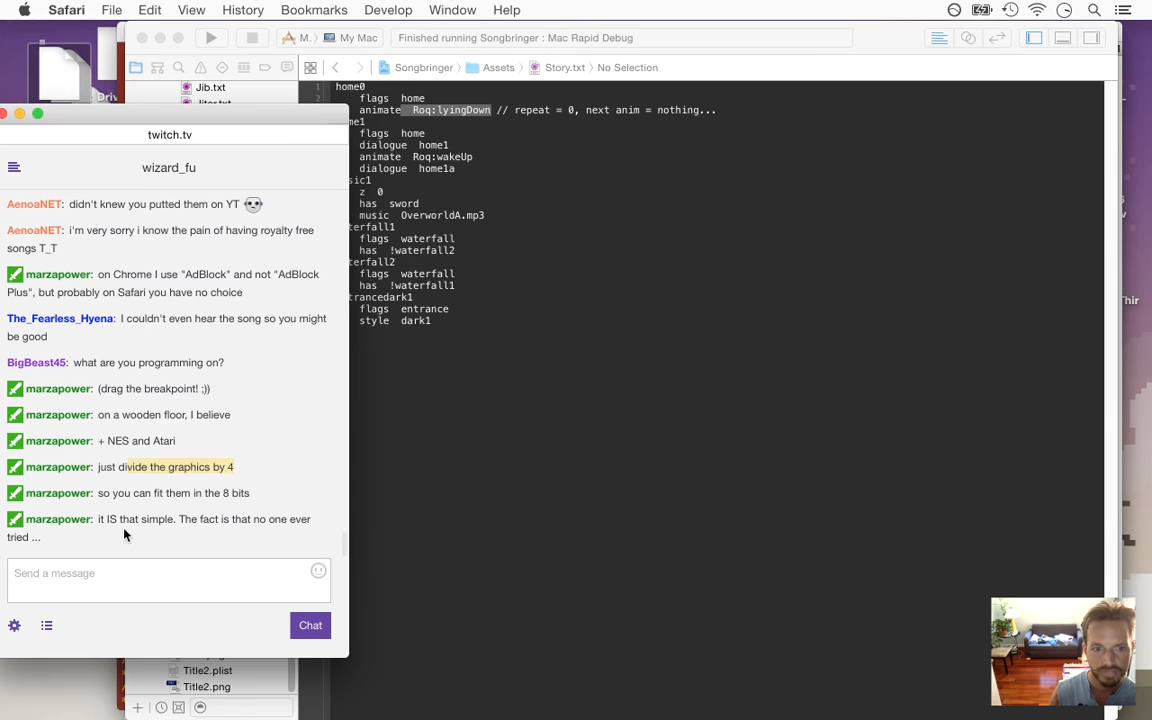 Safari File Edit View History Bookmarks Develop Window Help
M. My Mac Finished running Songbringer : Mac Rapid Debug
Songbringer Assets Story.txt No Selection
Jib.txt
twitch.tv
wizard_fu
AenoaNET: didn't knew you putted them on YT
AenoaNET: i'm very sorry i know the pain of having royalty free
songs T_T
marzapower: on Chrome I use "AdBlock" and not "AdBlock
Plus", but probably on Safari you have no choice
The_Fearless_Hyena: I couldn't even hear the song so you might
be good
BigBeast45: what are you programming on?
marzapower: (drag the breakpoint! ;))
marzapower: on a wooden floor, I believe
marzapower: + NES and Atari
marzapower: just divide the graphics by 4
marzapower: so you can fit them in the 8 bits
marzapower: it IS that simple. The fact is that no one ever
tried ...
Send a message
Chat
Title2.plist
Title2.png
1 home0
2 flags home
animate Roq:lyingDown // repeat = 0, next anim = nothing...
me1
flags home
dialogue home1
animate Roq:wakeUp
dialogue home1a
sic1
z 0
has sword
music OverworldA.mp3
terfall1
flags waterfall
has !waterfall2
terfall2
flags waterfall
has !waterfall1
trancedark1
flags entrance
style dark1
Thir